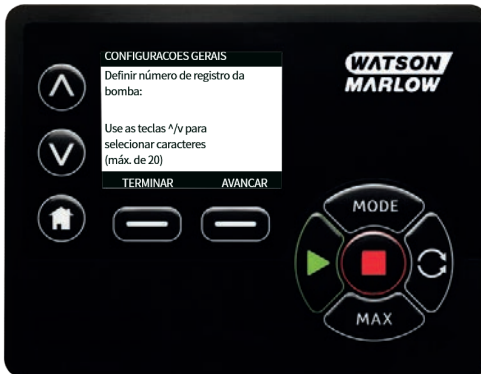 CONFIGURACOES GERAIS
Definir número de registro da
bomba:
Use as teclas ^/v para
selecionar caracteres
(máx. de 20)
TERMINAR AVANCAR
WATSON
MARLOW
MODE
MAX